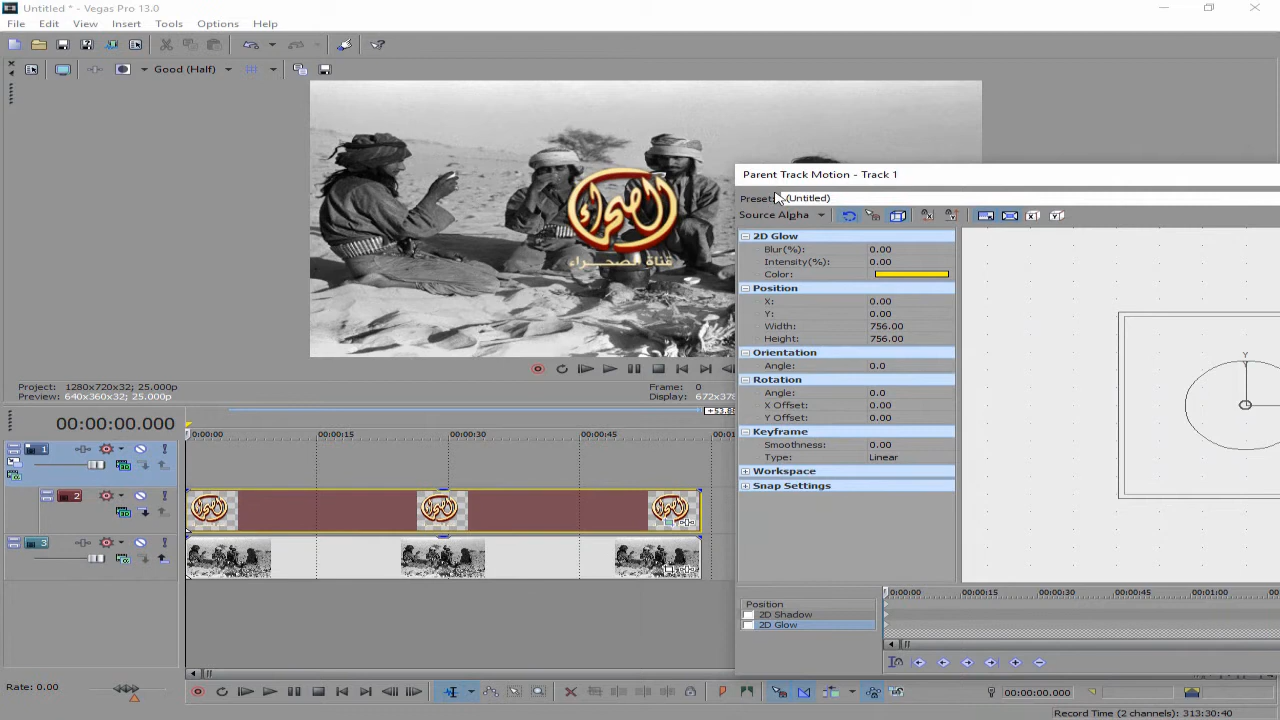 Untitled * - Vegas Pro 13.0
File Edit View Insert Tools Options Help
Good (Half)
الصحراء
قناة الصحراء
Parent Track Motion - Track 1
Preset: (Untitled)
Source Alpha
2D Glow
Blur(%): 0.00
Intensity(%): 0.00
Color:
Position
X: 0.00
Y: 0.00
Width: 756.00
Height: 756.00
Orientation
Angle: 0.0
Rotation
Angle: 0.0
X Offset: 0.00
Y Offset: 0.00
Keyframe
Smoothness: 0.00
Type: Linear
Workspace
Snap Settings
Y
Project: 1280x720x32; 25.000p
Preview: 640x360x32; 25.000p
Frame: 0
Display: 672x378
00:00:00.000
0:00:00 00:00:15 00:00:30 00:00:45
1
2
3
Position
2D Shadow
2D Glow
0:00:00 00:00:15 00:00:30 00:00:45 00:01:00
Rate: 0.00
00:00:00.000
Record Time (2 channels): 313:30:40